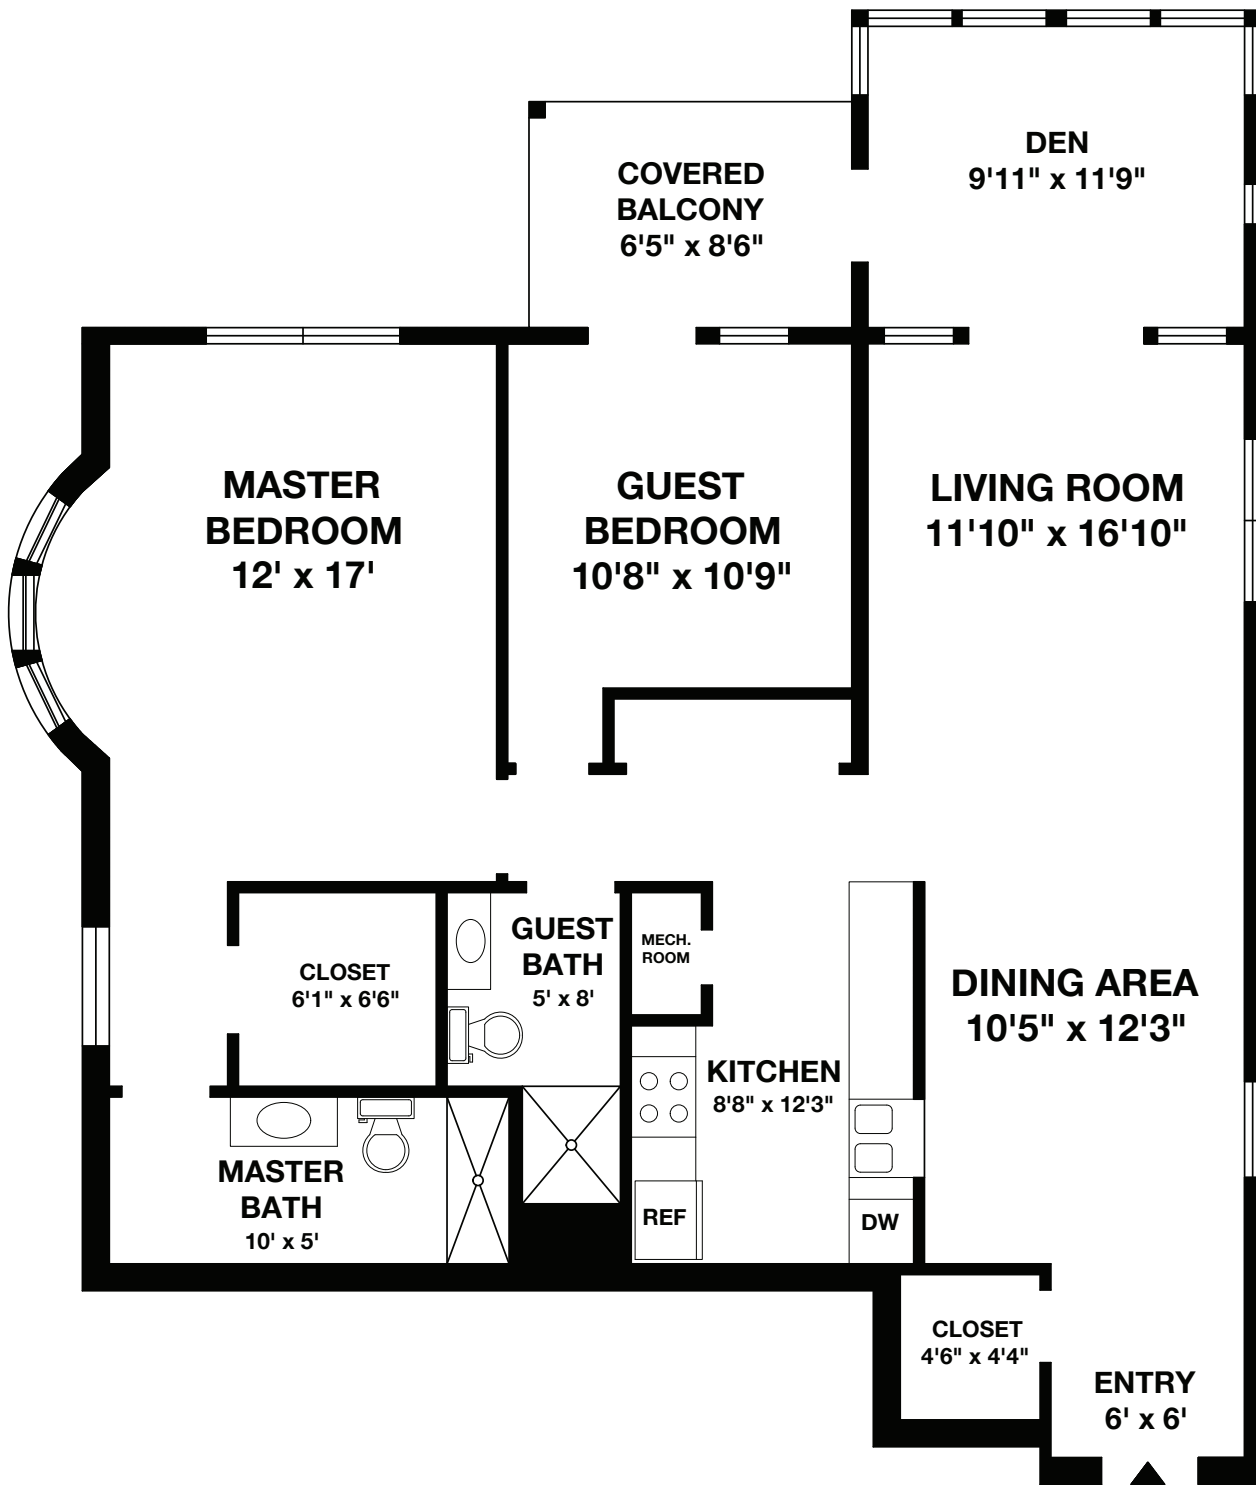 DEN
9'11" x 11'9"
COVERED
BALCONY
6'5" x 8'6"
MASTER
BEDROOM
12' x 17'
GUEST
BEDROOM
10'8" x 10'9"
LIVING ROOM
11'10" x 16'10"
CLOSET
6'1" x 6'6"
GUEST
BATH
5' x 8'
MECH.
ROOM
DINING AREA
10'5" x 12'3"
KITCHEN
8'8" x 12'3"
MASTER
BATH
10' x 5'
REF
DW
CLOSET
4'6" x 4'4"
ENTRY
6' x 6'